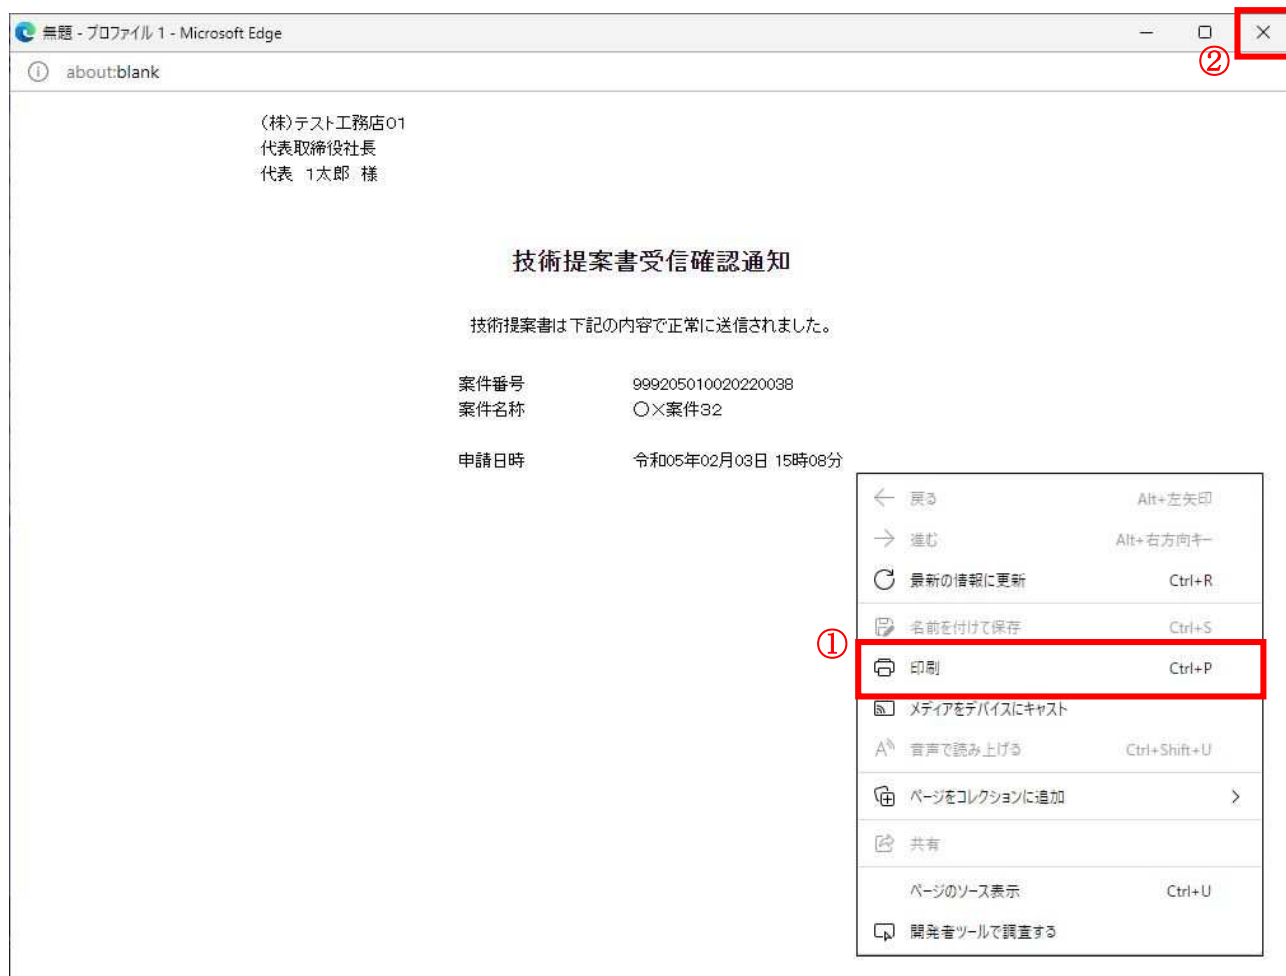 無題 - プロファイル 1 - Microsoft Edge
②
about:blank
(株)テスト工務店01
代表取締役社長
代表 1太郎 様
技術提案書受信確認通知
技術提案書は下記の内容で正常に送信されました。
案件番号 999205010020220038
案件名称 〇×案件32
申請日時 令和05年02月03日 15時08分
戻る Alt+左矢印
進む Alt+右方向キー
最新の情報に更新 Ctrl+R
名前を付けて保存 Ctrl+S
①
印刷 Ctrl+P
メディアをデバイスにキャスト
音声で読み上げる Ctrl+Shift+U
ページをコレクションに追加
共有
ページのソース表示 Ctrl+U
開発者ツールで調査する